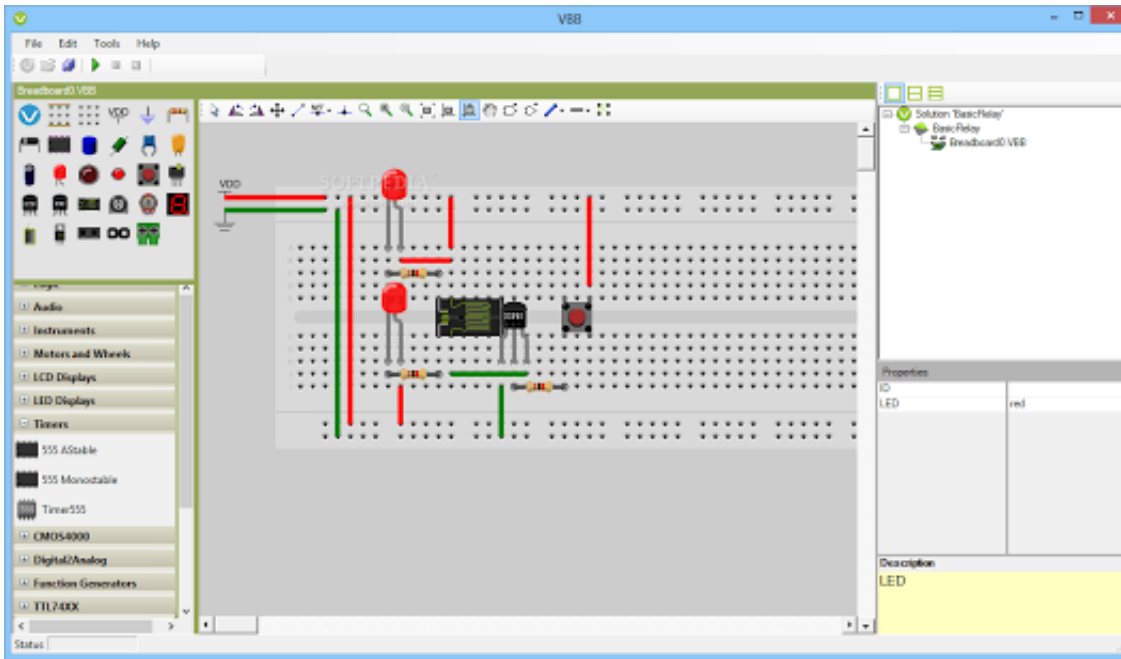 VBB
File Edit Tools Help
Breadboard0.VBB
VDD
Logic
Audio
Instruments
Motors and Wheels
LCD Displays
LED Displays
Timers
555 AStable
555 Monostable
Timer555
CMOS4000
Digital2Analog
Function Generators
TTL74XX
Status
VDD
SOFTPEDIA
Solution 'BasicRelay'
BasicRelay
Breadboard0.VBB
Properties
ID
LED red
Description
LED